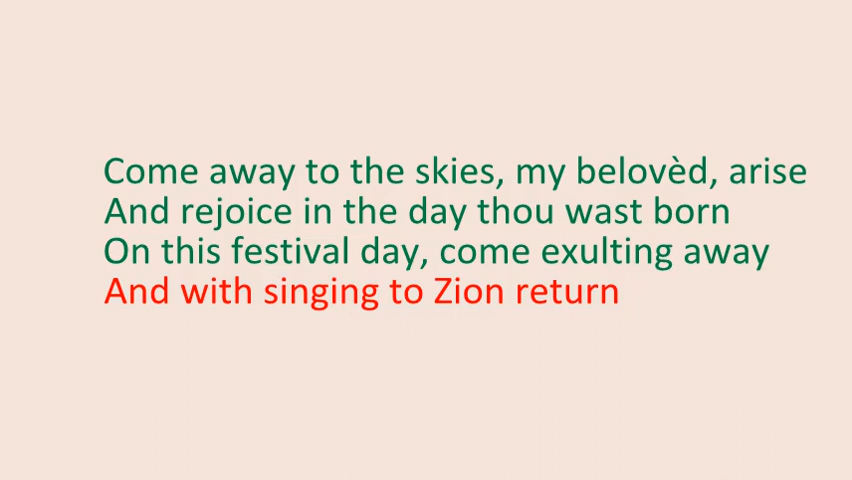 Come away to the skies, my belovèd, arise
And rejoice in the day thou wast born
On this festival day, come exulting away
And with singing to Zion return